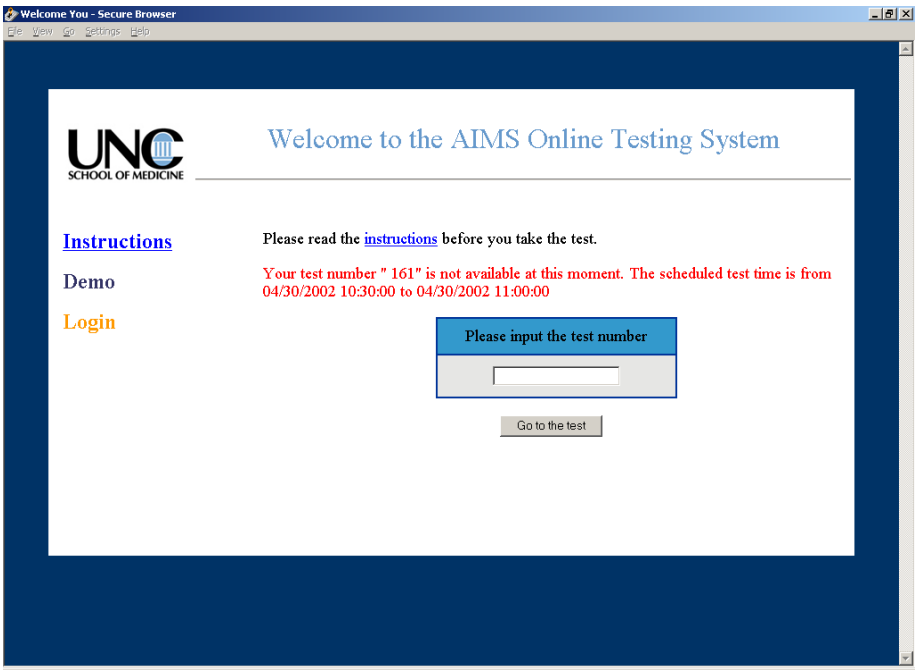 Welcome You - Secure Browser
File View Go Settings Help
UNC
SCHOOL OF MEDICINE
Welcome to the AIMS Online Testing System
Instructions
Demo
Login
Please read the instructions before you take the test.
Your test number " 161" is not available at this moment. The scheduled test time is from
04/30/2002 10:30:00 to 04/30/2002 11:00:00
Please input the test number
Go to the test